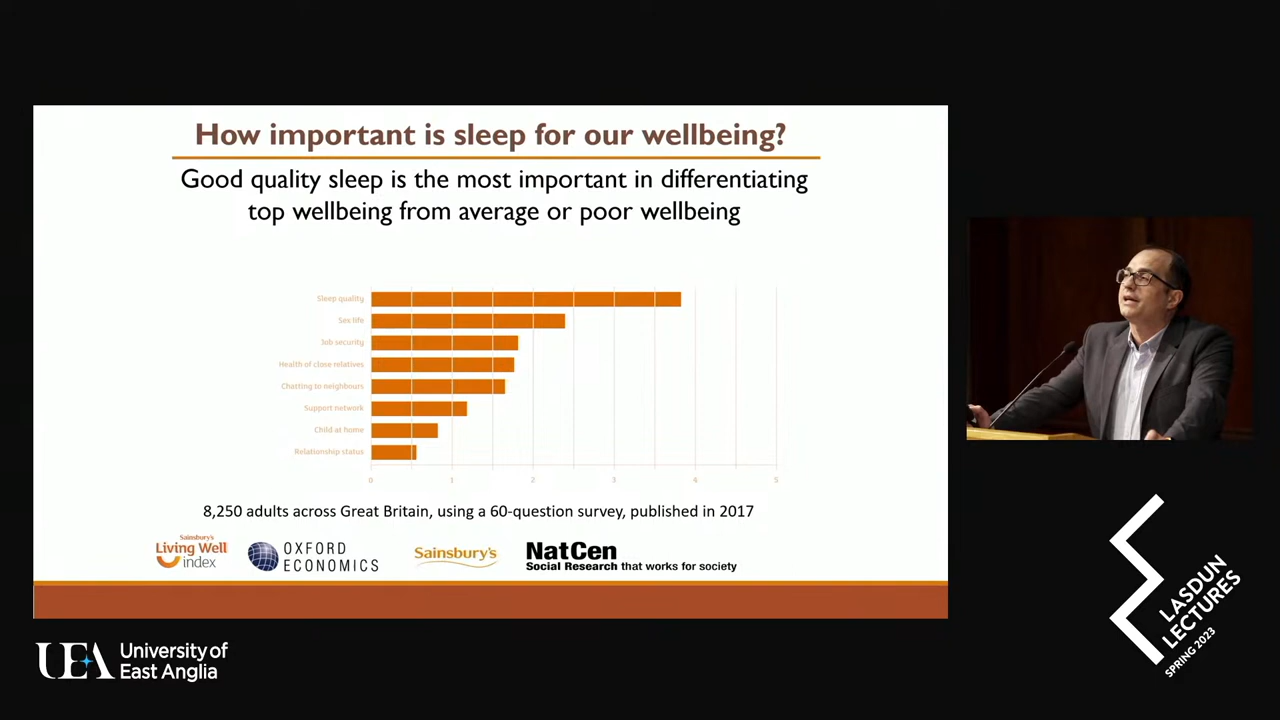 How important is sleep for our wellbeing?
Good quality sleep is the most important in differentiating
top wellbeing from average or poor wellbeing
Sleep quality
Sex life
Job security
Health of close relatives
Chatting to neighbours
Support network
Child at home
Relationship status
0 1 2 3 4 5
8,250 adults across Great Britain, using a 60-question survey, published in 2017
Sainsbury's
Living Well
index
OXFORD
ECONOMICS
Sainsbury's
NatCen
Social Research that works for society
UEA
University of
East Anglia
LASDUN
LECTURES
SPRING 2023